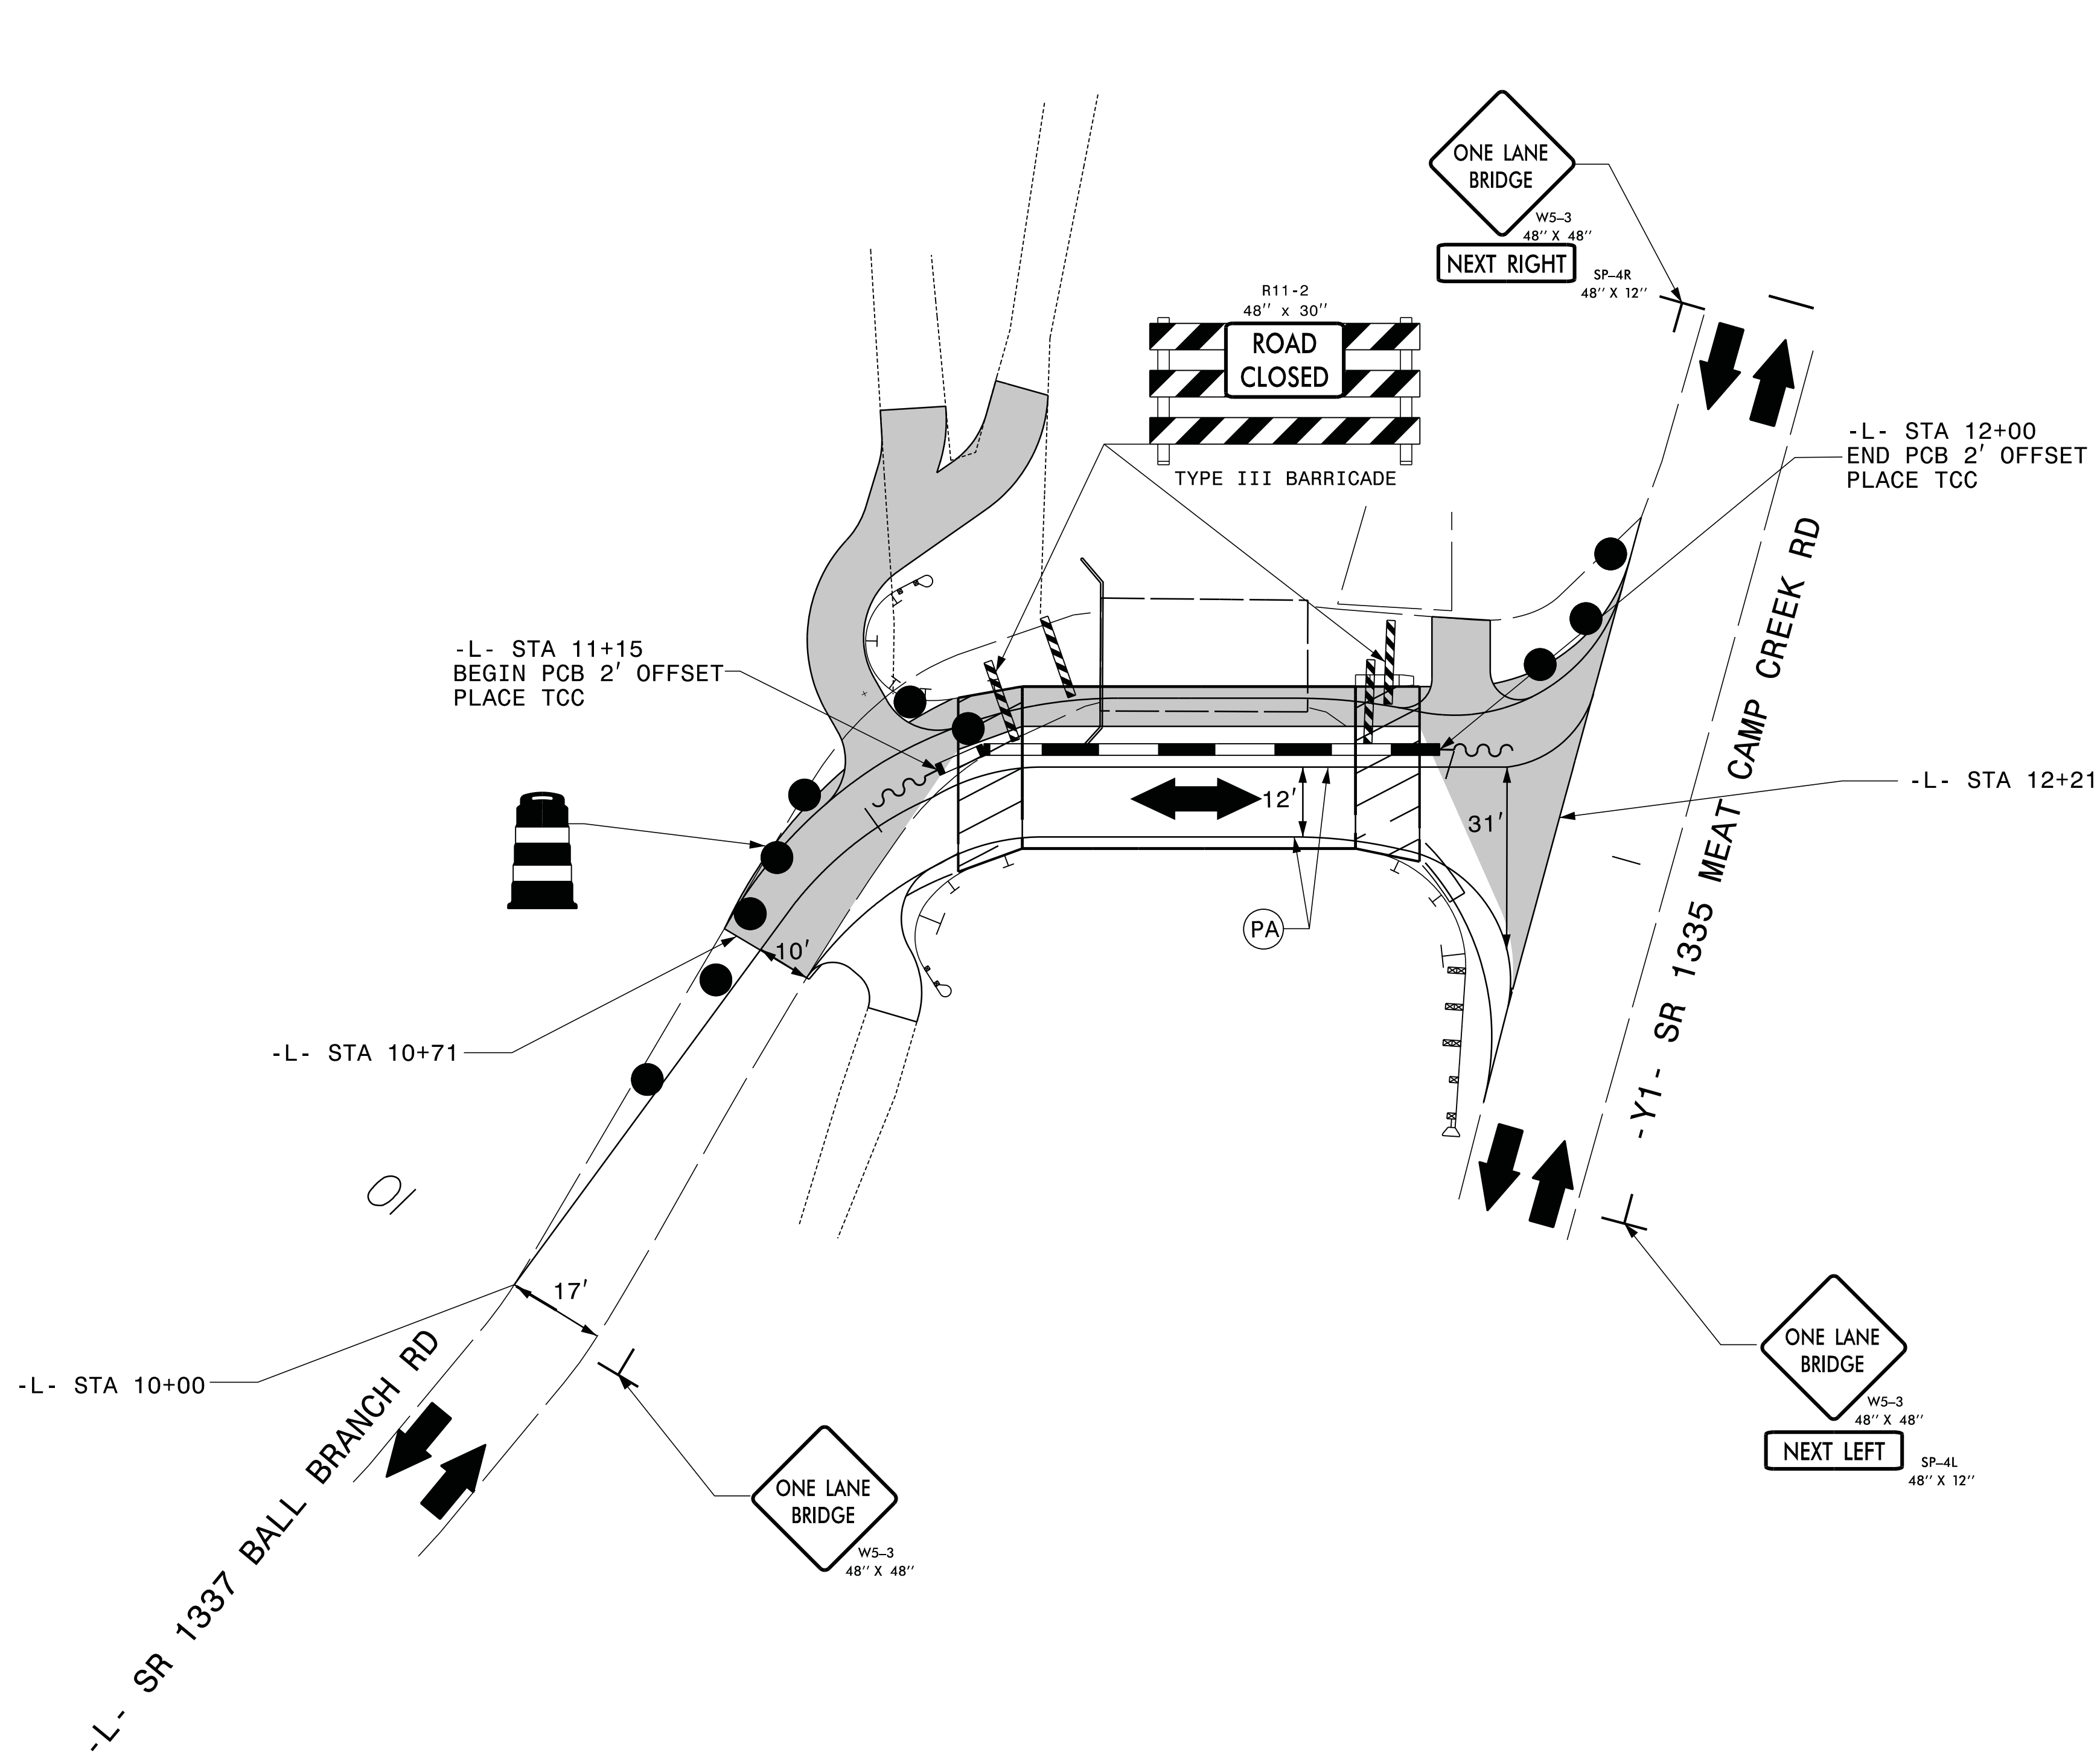 ONE LANE
BRIDGE
W5-3
48'' X 48''
NEXT RIGHT
SP-4R
48'' X 12''
R11-2
48'' x 30''
ROAD
CLOSED
TYPE III BARRICADE
-L- STA 12+00
END PCB 2' OFFSET
PLACE TCC
-L- STA 11+15
BEGIN PCB 2' OFFSET
PLACE TCC
-L- STA 12+21
12'
31'
PA
10'
-L- STA 10+71
-Y1- SR 1335 MEAT CAMP CREEK RD
10
17'
-L- STA 10+00
-L- SR 1337 BALL BRANCH RD
ONE LANE
BRIDGE
W5-3
48'' X 48''
NEXT LEFT
SP-4L
48'' X 12''
ONE LANE
BRIDGE
W5-3
48'' X 48''